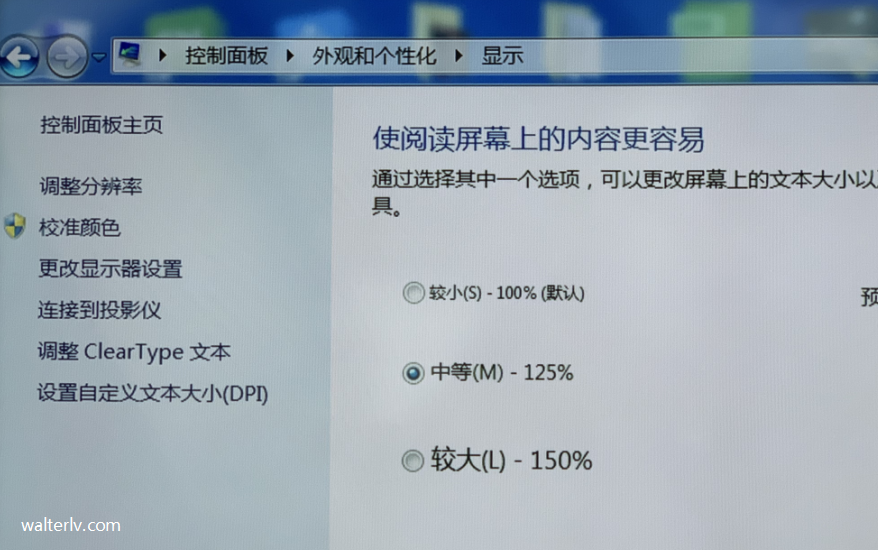 控制面板 外观和个性化 显示
控制面板主页
调整分辨率
校准颜色
更改显示器设置
连接到投影仪
调整 ClearType 文本
设置自定义文本大小(DPI)
使阅读屏幕上的内容更容易
通过选择其中一个选项，可以更改屏幕上的文本大小以
具。
较小(S) - 100% (默认)
预
中等(M) - 125%
较大(L) - 150%
walterlv.com